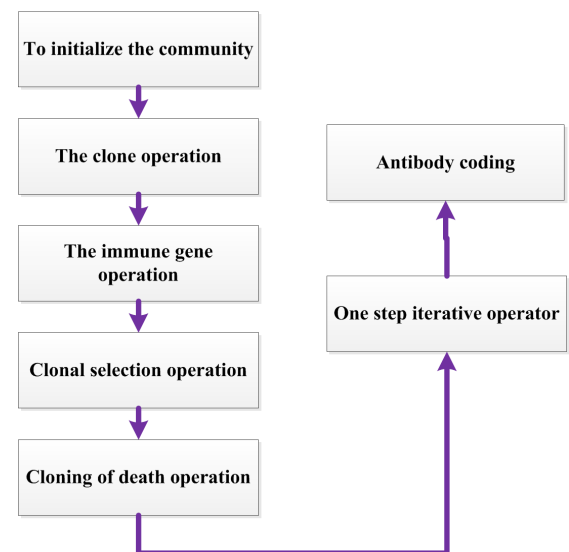 To initialize the community
The clone operation
The immune gene
operation
Clonal selection operation
Cloning of death operation
One step iterative operator
Antibody coding